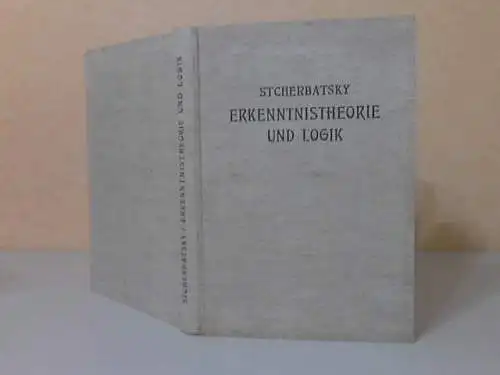 STCHERBATSKY
ERKENNTNISTHEORIE
UND LOGIK
STCHERBATSKY / ERKENNTNISTHEORIE UND LOGIK